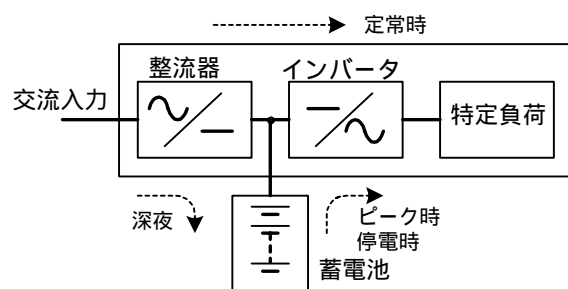 定常時
整流器
インバータ
交流入力
特定負荷
深夜
ピーク時
停電時
蓄電池